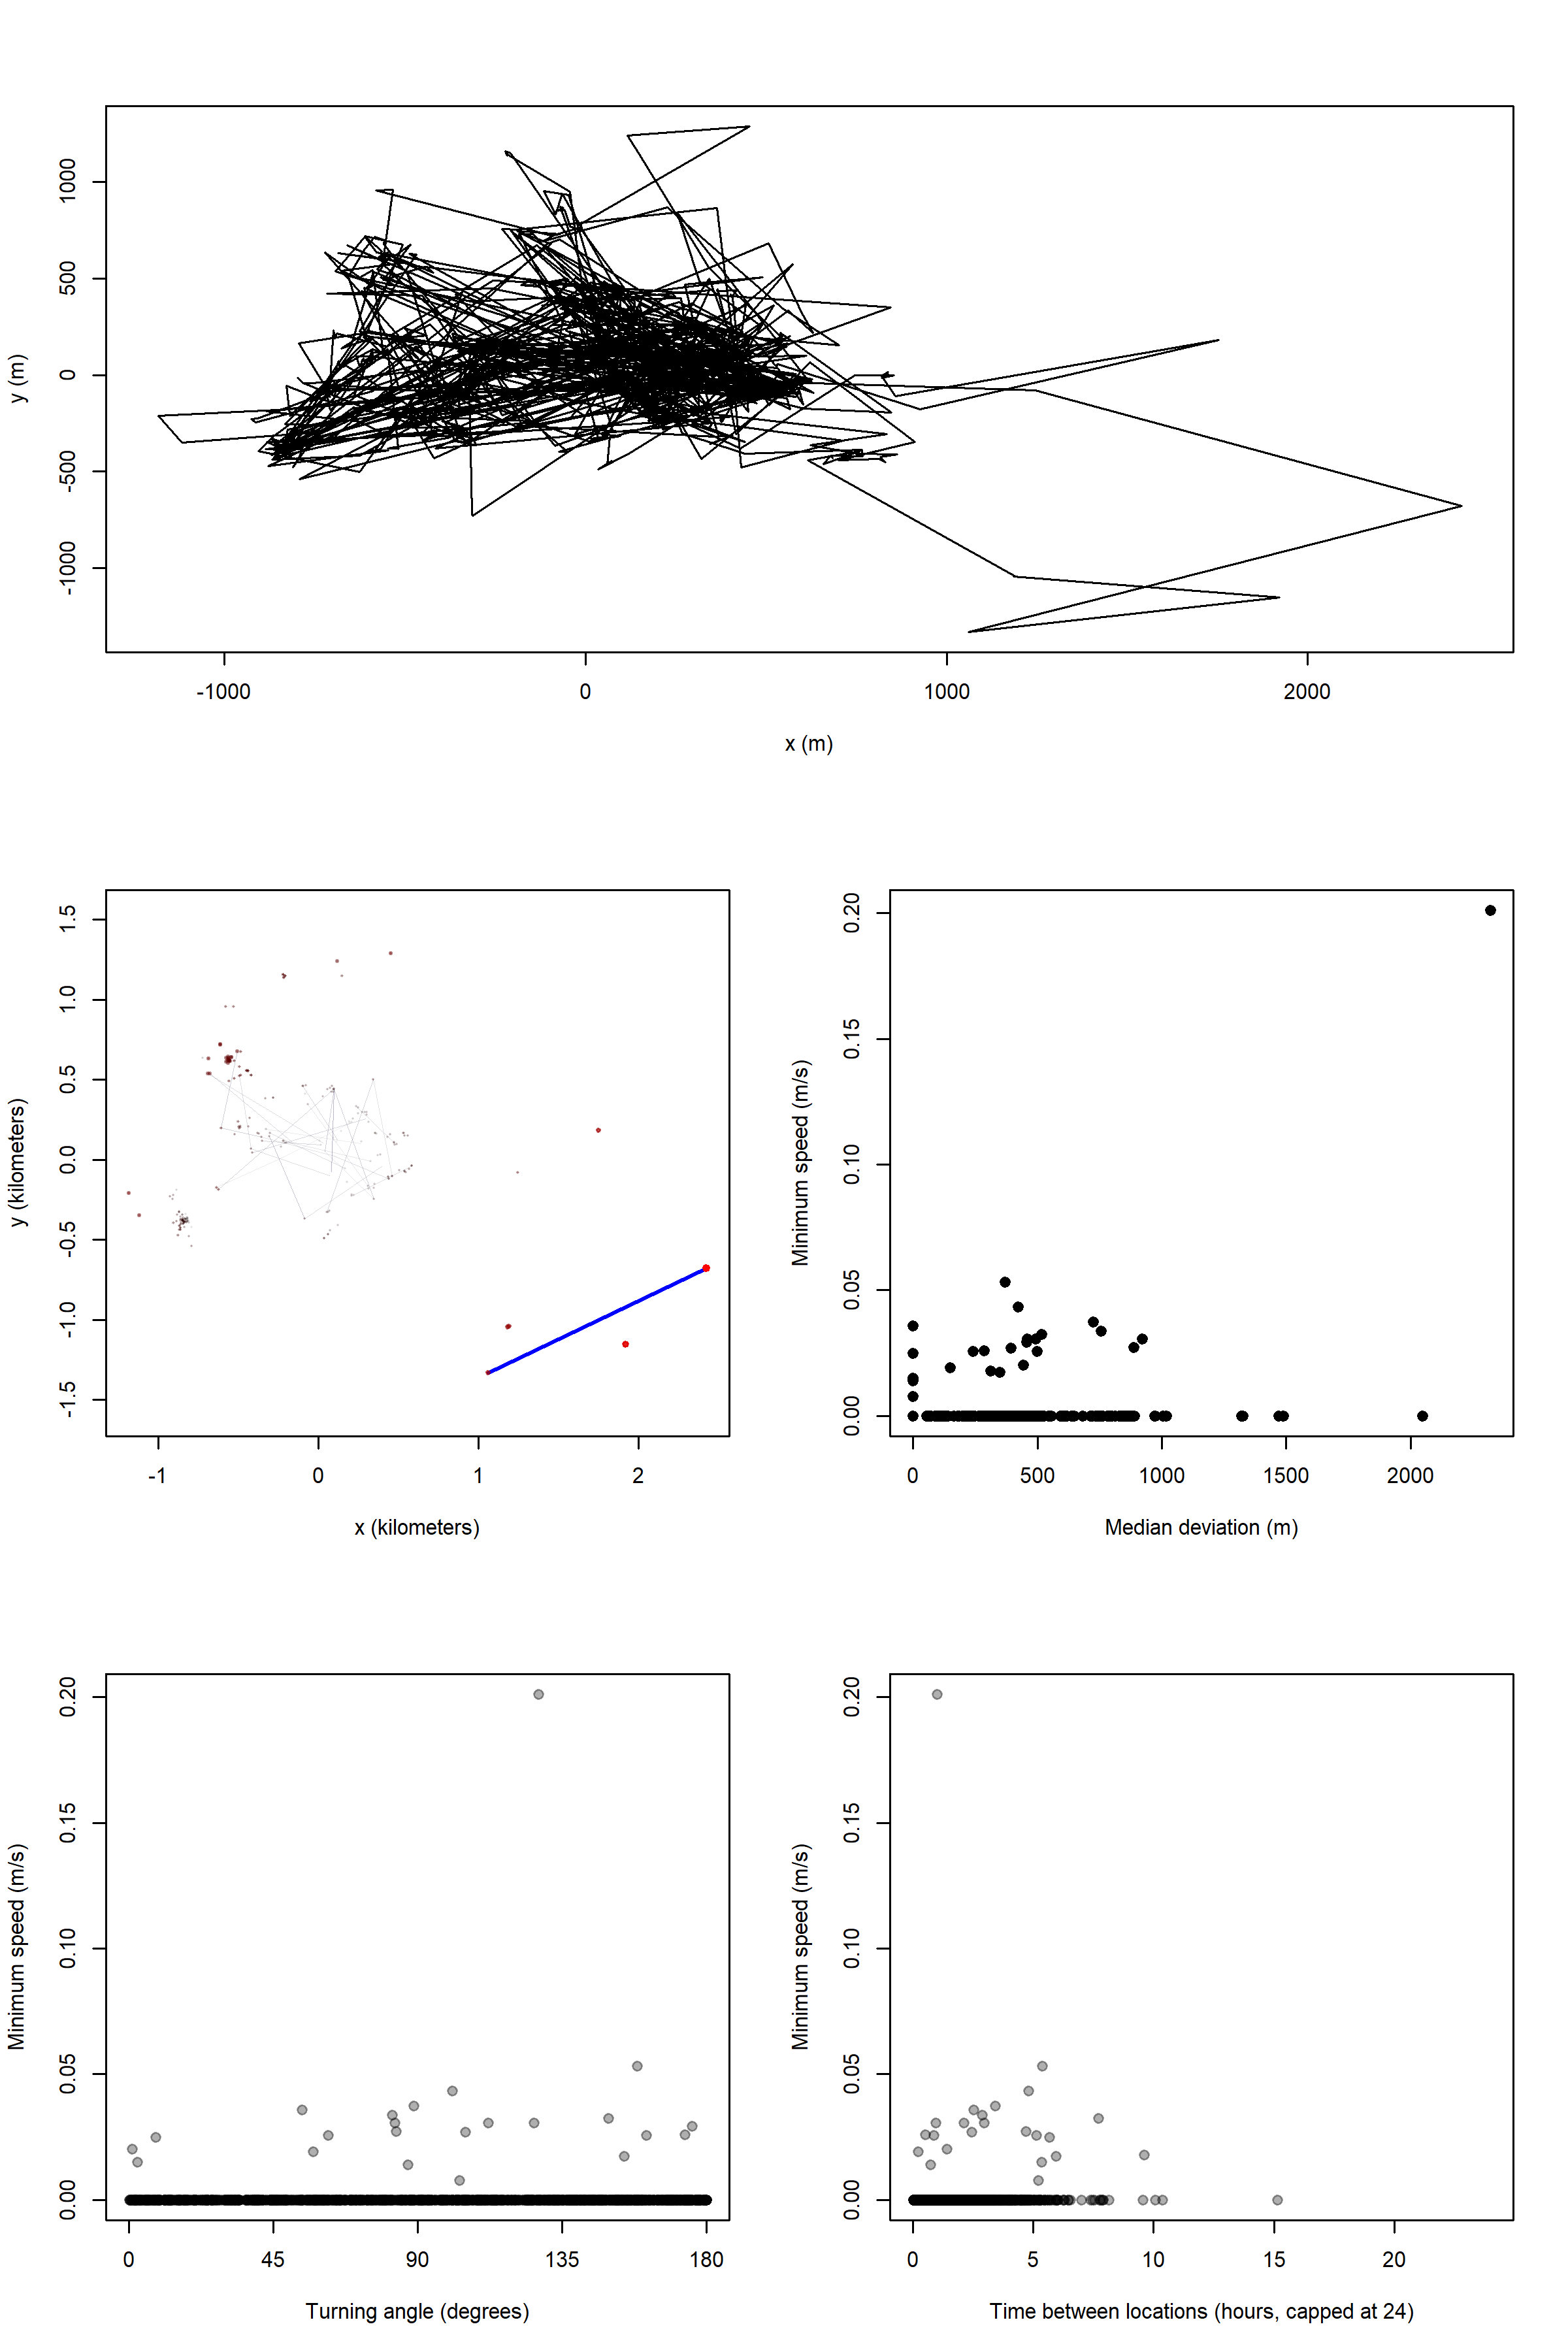 1000
500
0
-500
-1000
y (m)
-1000 0 1000 2000
x (m)
1.5
1.0
0.5
0.0
-0.5
-1.0
-1.5
y (kilometers)
-1 0 1 2
x (kilometers)
0.20
0.15
0.10
0.05
0.00
Minimum speed (m/s)
0 500 1000 1500 2000
Median deviation (m)
0.20
0.15
0.10
0.05
0.00
Minimum speed (m/s)
0 45 90 135 180
Turning angle (degrees)
0.20
0.15
0.10
0.05
0.00
Minimum speed (m/s)
0 5 10 15 20
Time between locations (hours, capped at 24)